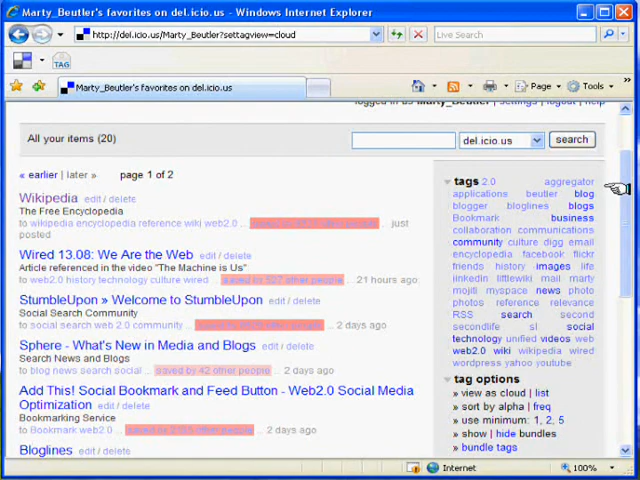 Marty_Beutler's favorites on del.icio.us - Windows Internet Explorer
http://del.icio.us/Marty_Beutler?settagview=cloud
Live Search
TAG
Marty_Beutler's favorites on del.icio.us
Page
Tools
logged in as Marty_Beutler | settings | logout | help
All your items (20)
del.icio.us
search
« earlier | later » page 1 of 2
Wikipedia edit / delete
The Free Encyclopedia
to wikipedia encyclopedia reference wiki web2.0 ... just
posted
Wired 13.08: We Are the Web edit / delete
Article referenced in the video "The Machine is Us"
to web2.0 history technology culture wired ... saved by 527 other people ... 21 hours ago
StumbleUpon » Welcome to StumbleUpon edit / delete
Social Search Community
to social search web 2.0 community ... 2 days ago
Sphere - What's New in Media and Blogs edit / delete
Search News and Blogs
to blog news search social ... saved by 42 other people ... 2 days ago
Add This! Social Bookmark and Feed Button - Web2.0 Social Media
Optimization edit / delete
Bookmarking Service
to Bookmark web2.0 ... 2 days ago
Bloglines edit / delete
tags 2.0 aggregator
applications beutler blog
blogger bloglines blogs
Bookmark business
collaboration communications
community culture digg email
encyclopedia facebook flickr
friends history images life
linkedin littlewiki mail marty
mojiti myspace news photo
photos reference relevance
RSS search second
secondlife sl social
technology unified videos web
web2.0 wiki wikipedia wired
wordpress yahoo youtube
tag options
» view as cloud | list
» sort by alpha | freq
» use minimum: 1, 2, 5
» show | hide bundles
» bundle tags
Internet
100%